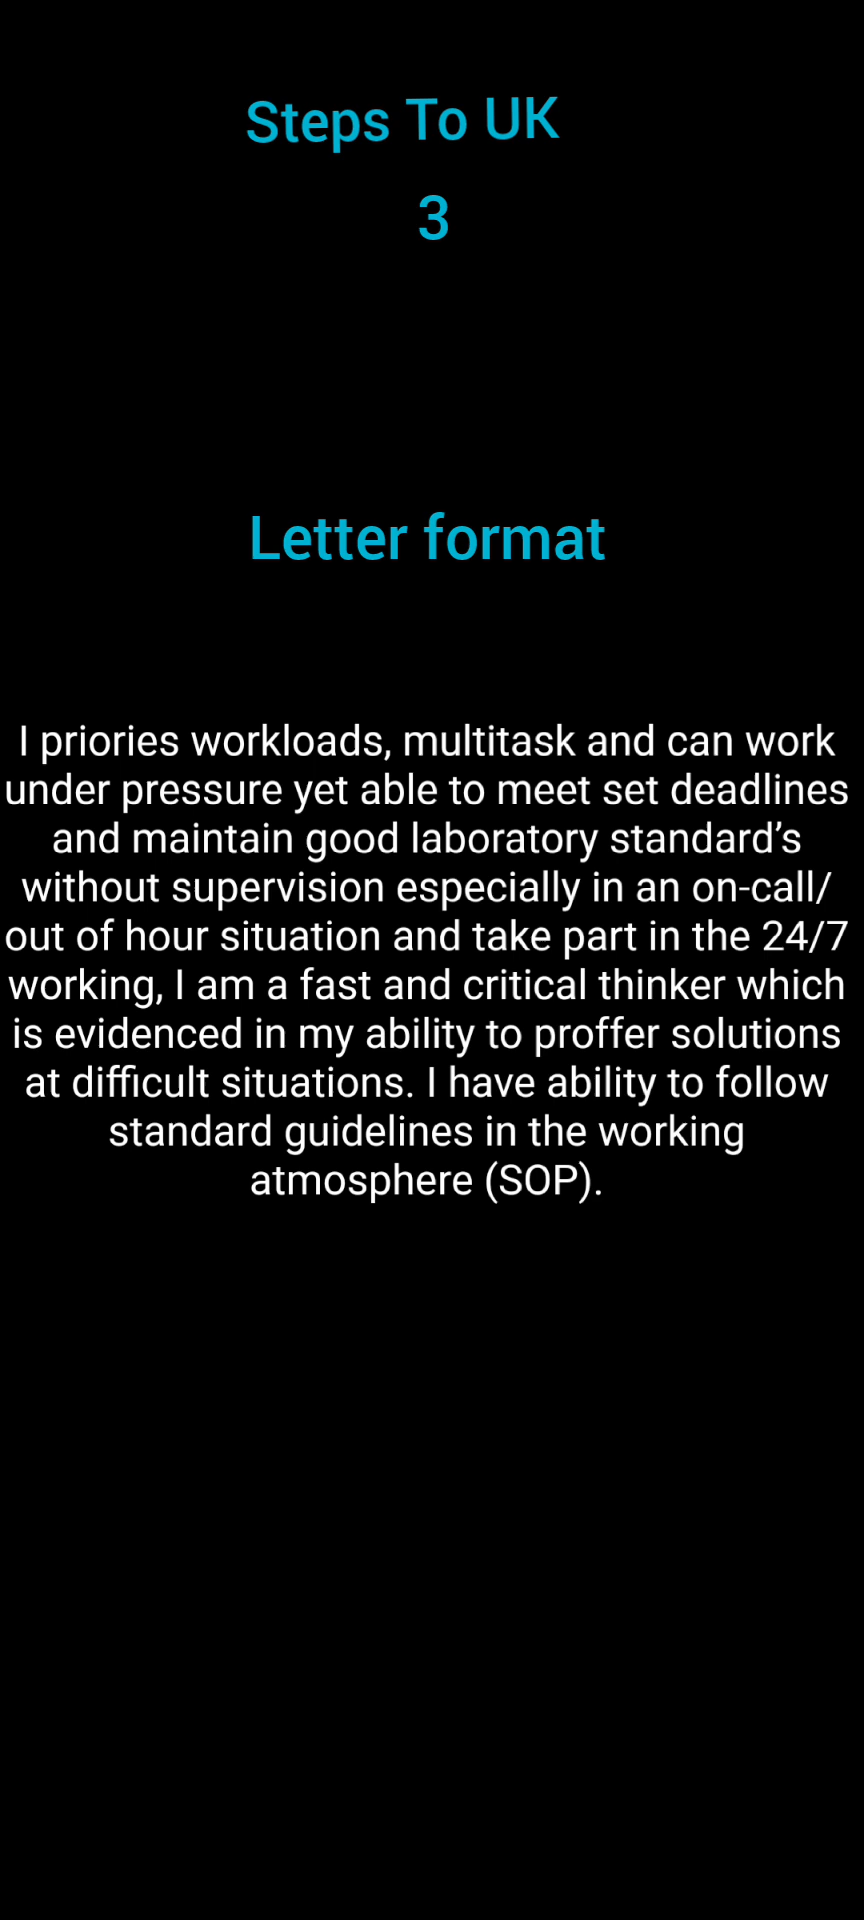 Steps To UK
3
Letter format
I priories workloads, multitask and can work
under pressure yet able to meet set deadlines
and maintain good laboratory standard’s
without supervision especially in an on-call/
out of hour situation and take part in the 24/7
working, I am a fast and critical thinker which
is evidenced in my ability to proffer solutions
at difficult situations. I have ability to follow
standard guidelines in the working
atmosphere (SOP).